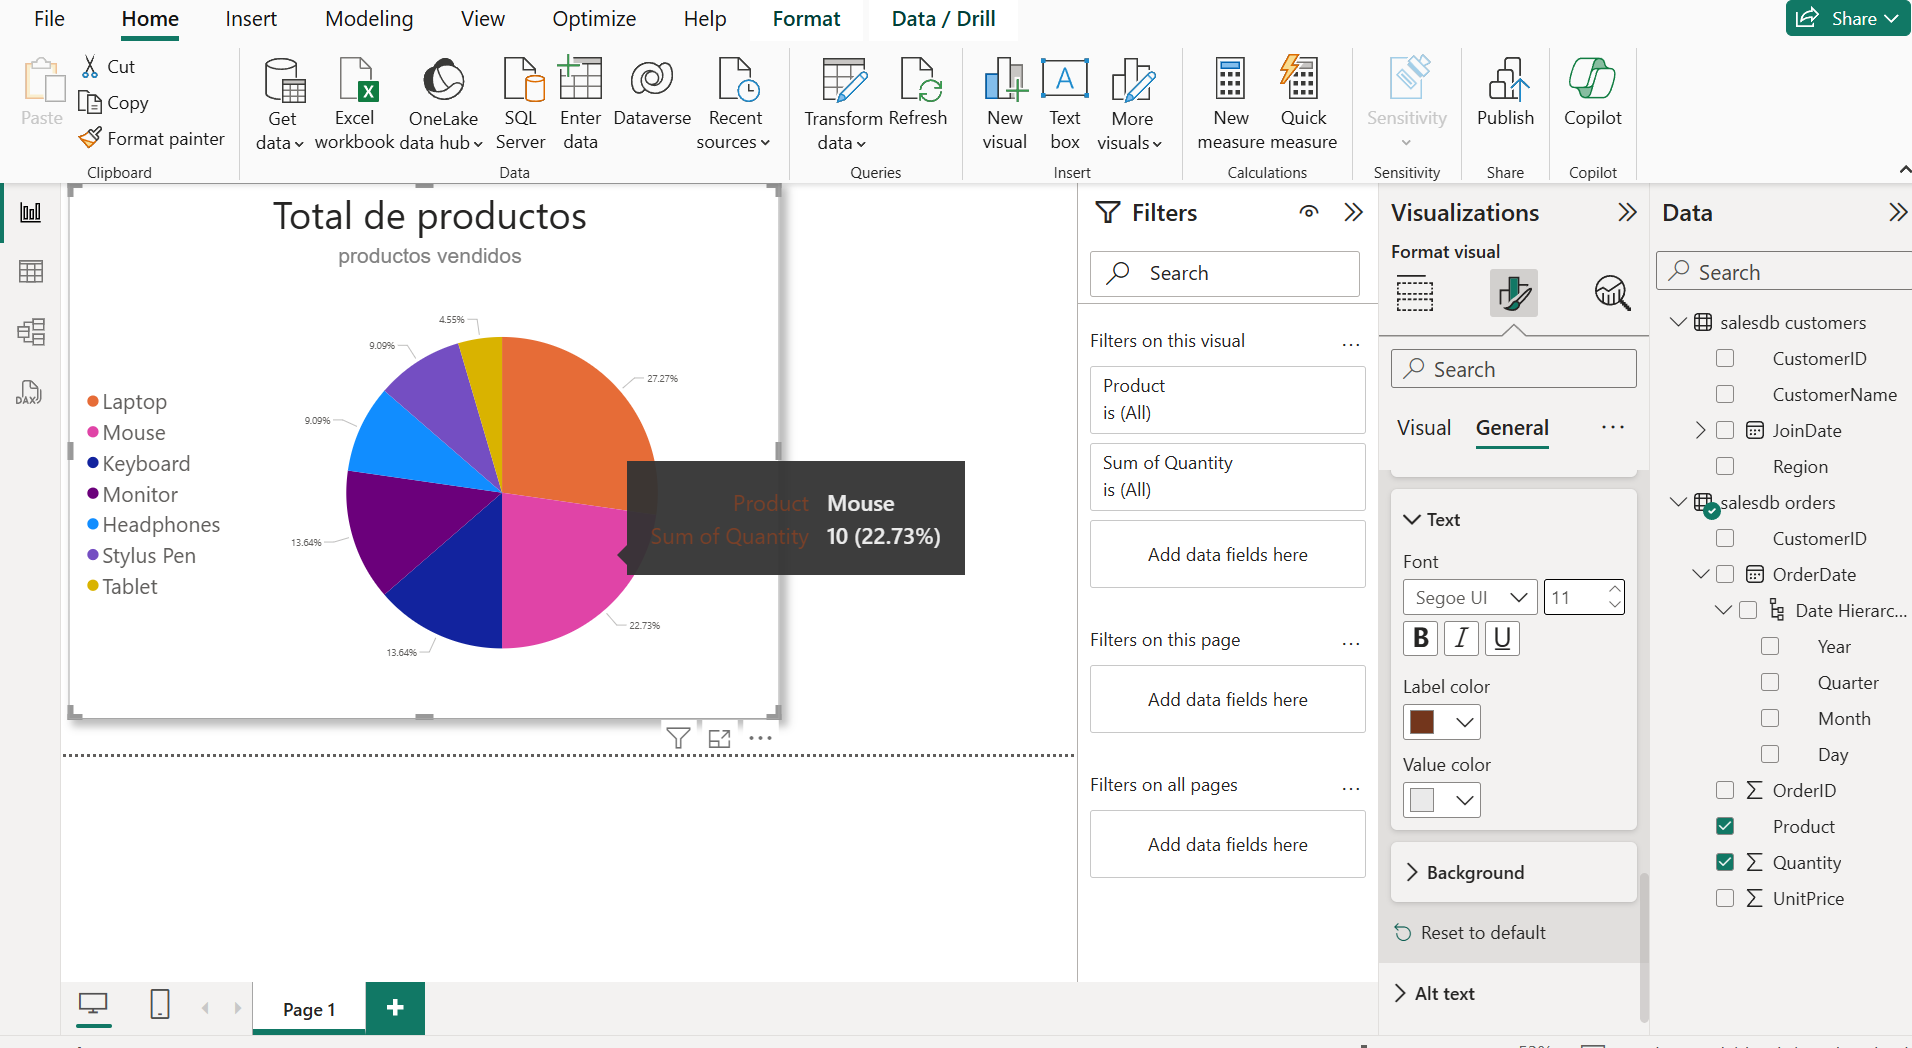 File Home Insert Modeling View Optimize Help Format Data / Drill Share
Paste
Cut
Copy
Format painter
Clipboard
Get data
Excel workbook
OneLake data hub
SQL Server
Enter data
Dataverse
Recent sources
Data
Transform data
Refresh
Queries
New visual
Text box
More visuals
Insert
New measure
Quick measure
Calculations
Sensitivity
Sensitivity
Publish
Share
Copilot
Copilot
DAX
Total de productos
productos vendidos
Laptop
Mouse
Keyboard
Monitor
Headphones
Stylus Pen
Tablet
4.55%
9.09%
27.27%
9.09%
13.64%
22.73%
13.64%
Product Mouse
Sum of Quantity 10 (22.73%)
Filters
Search
Filters on this visual
Product
is (All)
Sum of Quantity
is (All)
Add data fields here
Filters on this page
Add data fields here
Filters on all pages
Add data fields here
Visualizations
Format visual
Search
Visual General
Text
Font
Segoe UI 11
B I U
Label color
Value color
Background
Reset to default
Alt text
Data
Search
salesdb customers
CustomerID
CustomerName
JoinDate
Region
salesdb orders
CustomerID
OrderDate
Date Hierarc...
Year
Quarter
Month
Day
OrderID
Product
Quantity
UnitPrice
Page 1